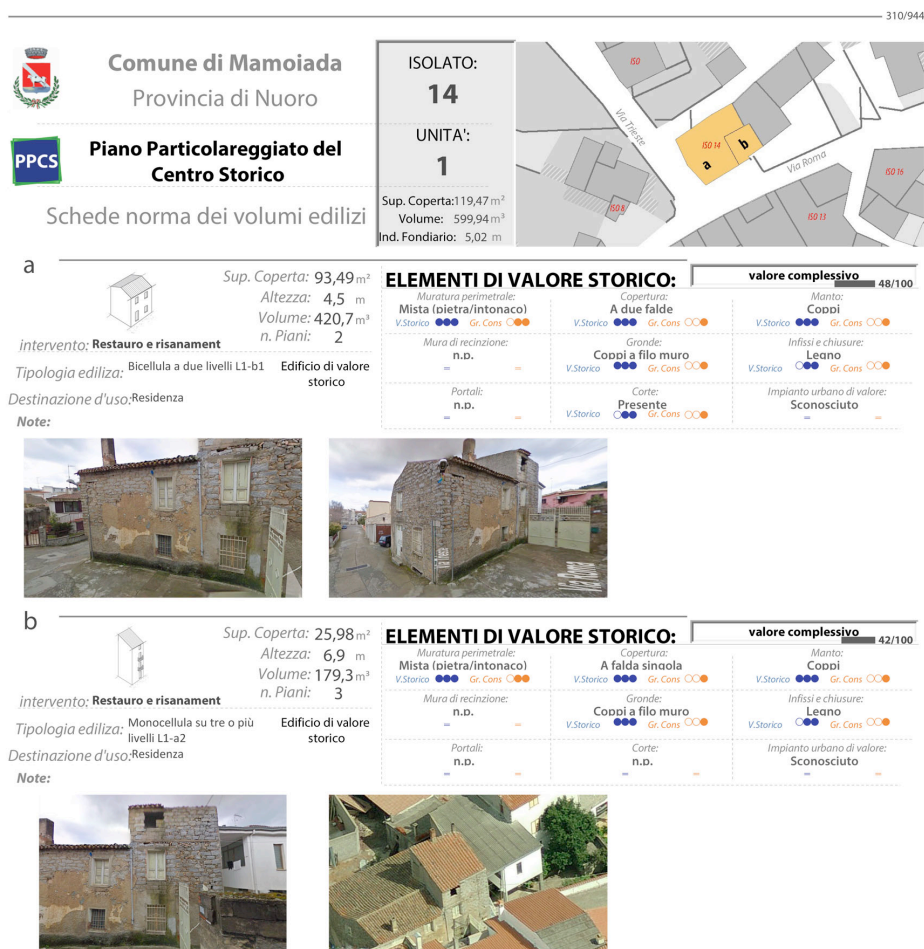 310/944
Comune di Mamoiada
Provincia di Nuoro
PPCS
Piano Particolareggiato del
Centro Storico
Schede norma dei volumi edilizi
ISOLATO:
14
UNITA':
1
Sup. Coperta: 119,47 m²
Volume: 599,94 m³
Ind. Fondiario: 5,02 m
ISO
Via Trieste
ISO 14
a
b
Via Roma
ISO 16
ISO 8
ISO 13
a
Sup. Coperta: 93,49 m²
Altezza: 4,5 m
Volume: 420,7 m³
n. Piani: 2
intervento: Restauro e risanament
Tipologia ediliza: Bicellula a due livelli L1-b1
Edificio di valore
storico
Destinazione d'uso: Residenza
Note:
ELEMENTI DI VALORE STORICO:
valore complessivo
48/100
Muratura perimetrale:
Mista (pietra/intonaco)
V.Storico Gr. Cons
Copertura:
A due falde
V.Storico Gr. Cons
Manto:
Coppi
V.Storico Gr. Cons
Mura di recinzione:
n.p.
= =
Gronde:
Coppi a filo muro
V.Storico Gr. Cons
Infissi e chiusure:
Legno
V.Storico Gr. Cons
Portali:
n.p.
= =
Corte:
Presente
V.Storico Gr. Cons
Impianto urbano di valore:
Sconosciuto
= =
Via Roma
b
Sup. Coperta: 25,98 m²
Altezza: 6,9 m
Volume: 179,3 m³
n. Piani: 3
intervento: Restauro e risanament
Tipologia ediliza: Monocellula su tre o più
livelli L1-a2
Edificio di valore
storico
Destinazione d'uso: Residenza
Note:
ELEMENTI DI VALORE STORICO:
valore complessivo
42/100
Muratura perimetrale:
Mista (pietra/intonaco)
V.Storico Gr. Cons
Copertura:
A falda singola
V.Storico Gr. Cons
Manto:
Coppi
V.Storico Gr. Cons
Mura di recinzione:
n.p.
= =
Gronde:
Coppi a filo muro
V.Storico Gr. Cons
Infissi e chiusure:
Legno
V.Storico Gr. Cons
Portali:
n.p.
= =
Corte:
n.p.
= =
Impianto urbano di valore:
Sconosciuto
= =